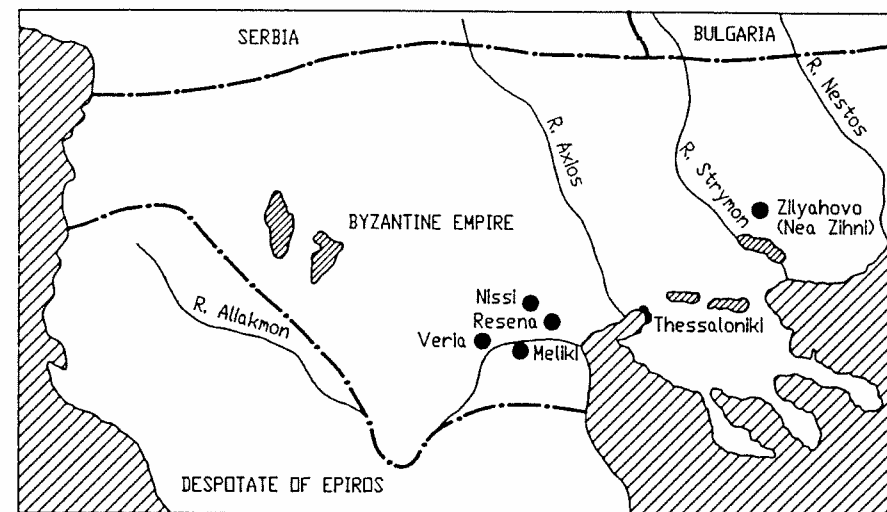 SERBIA
BULGARIA
R. Nestos
R. Axios
R. Strymon
Zilyahovo
(Nea Zihni)
BYZANTINE EMPIRE
R. Aliakmon
Nissi
Resena
Thessaloniki
Veria
Meliki
DESPOTATE OF EPIROS